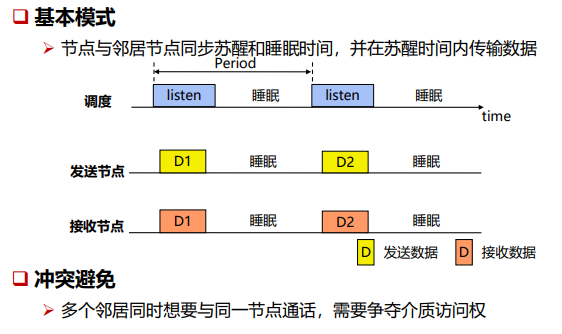 基本模式
节点与邻居节点同步苏醒和睡眠时间，并在苏醒时间内传输数据
Period
调度 listen 睡眠 listen 睡眠
time
发送节点 D1 睡眠 D2 睡眠
接收节点 D1 睡眠 D2 睡眠
D 发送数据 D 接收数据
冲突避免
多个邻居同时想要与同一节点通话，需要争夺介质访问权